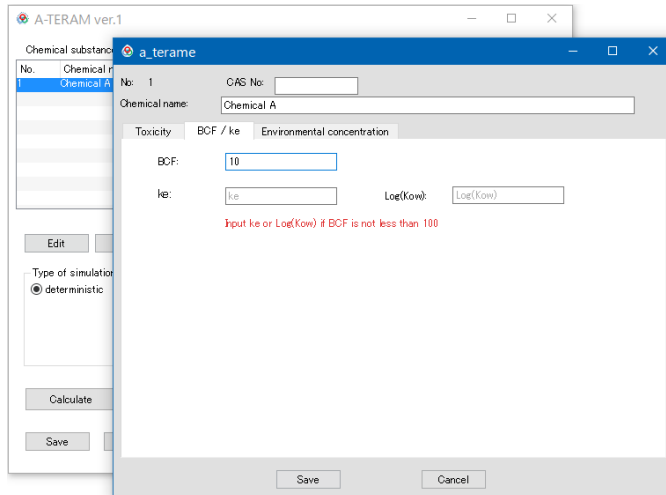 A-TERAM ver.1
Chemical substanc
No. Chemical n
1 Chemical A
Edit
Type of simulation
deterministic
Calculate
Save
a_terame
No: 1 CAS No:
Chemical name: Chemical A
Toxicity BCF / ke Environmental concentration
BCF: 10
ke: ke Log(Kow): Log(Kow)
Input ke or Log(Kow) if BCF is not less than 100
Save Cancel